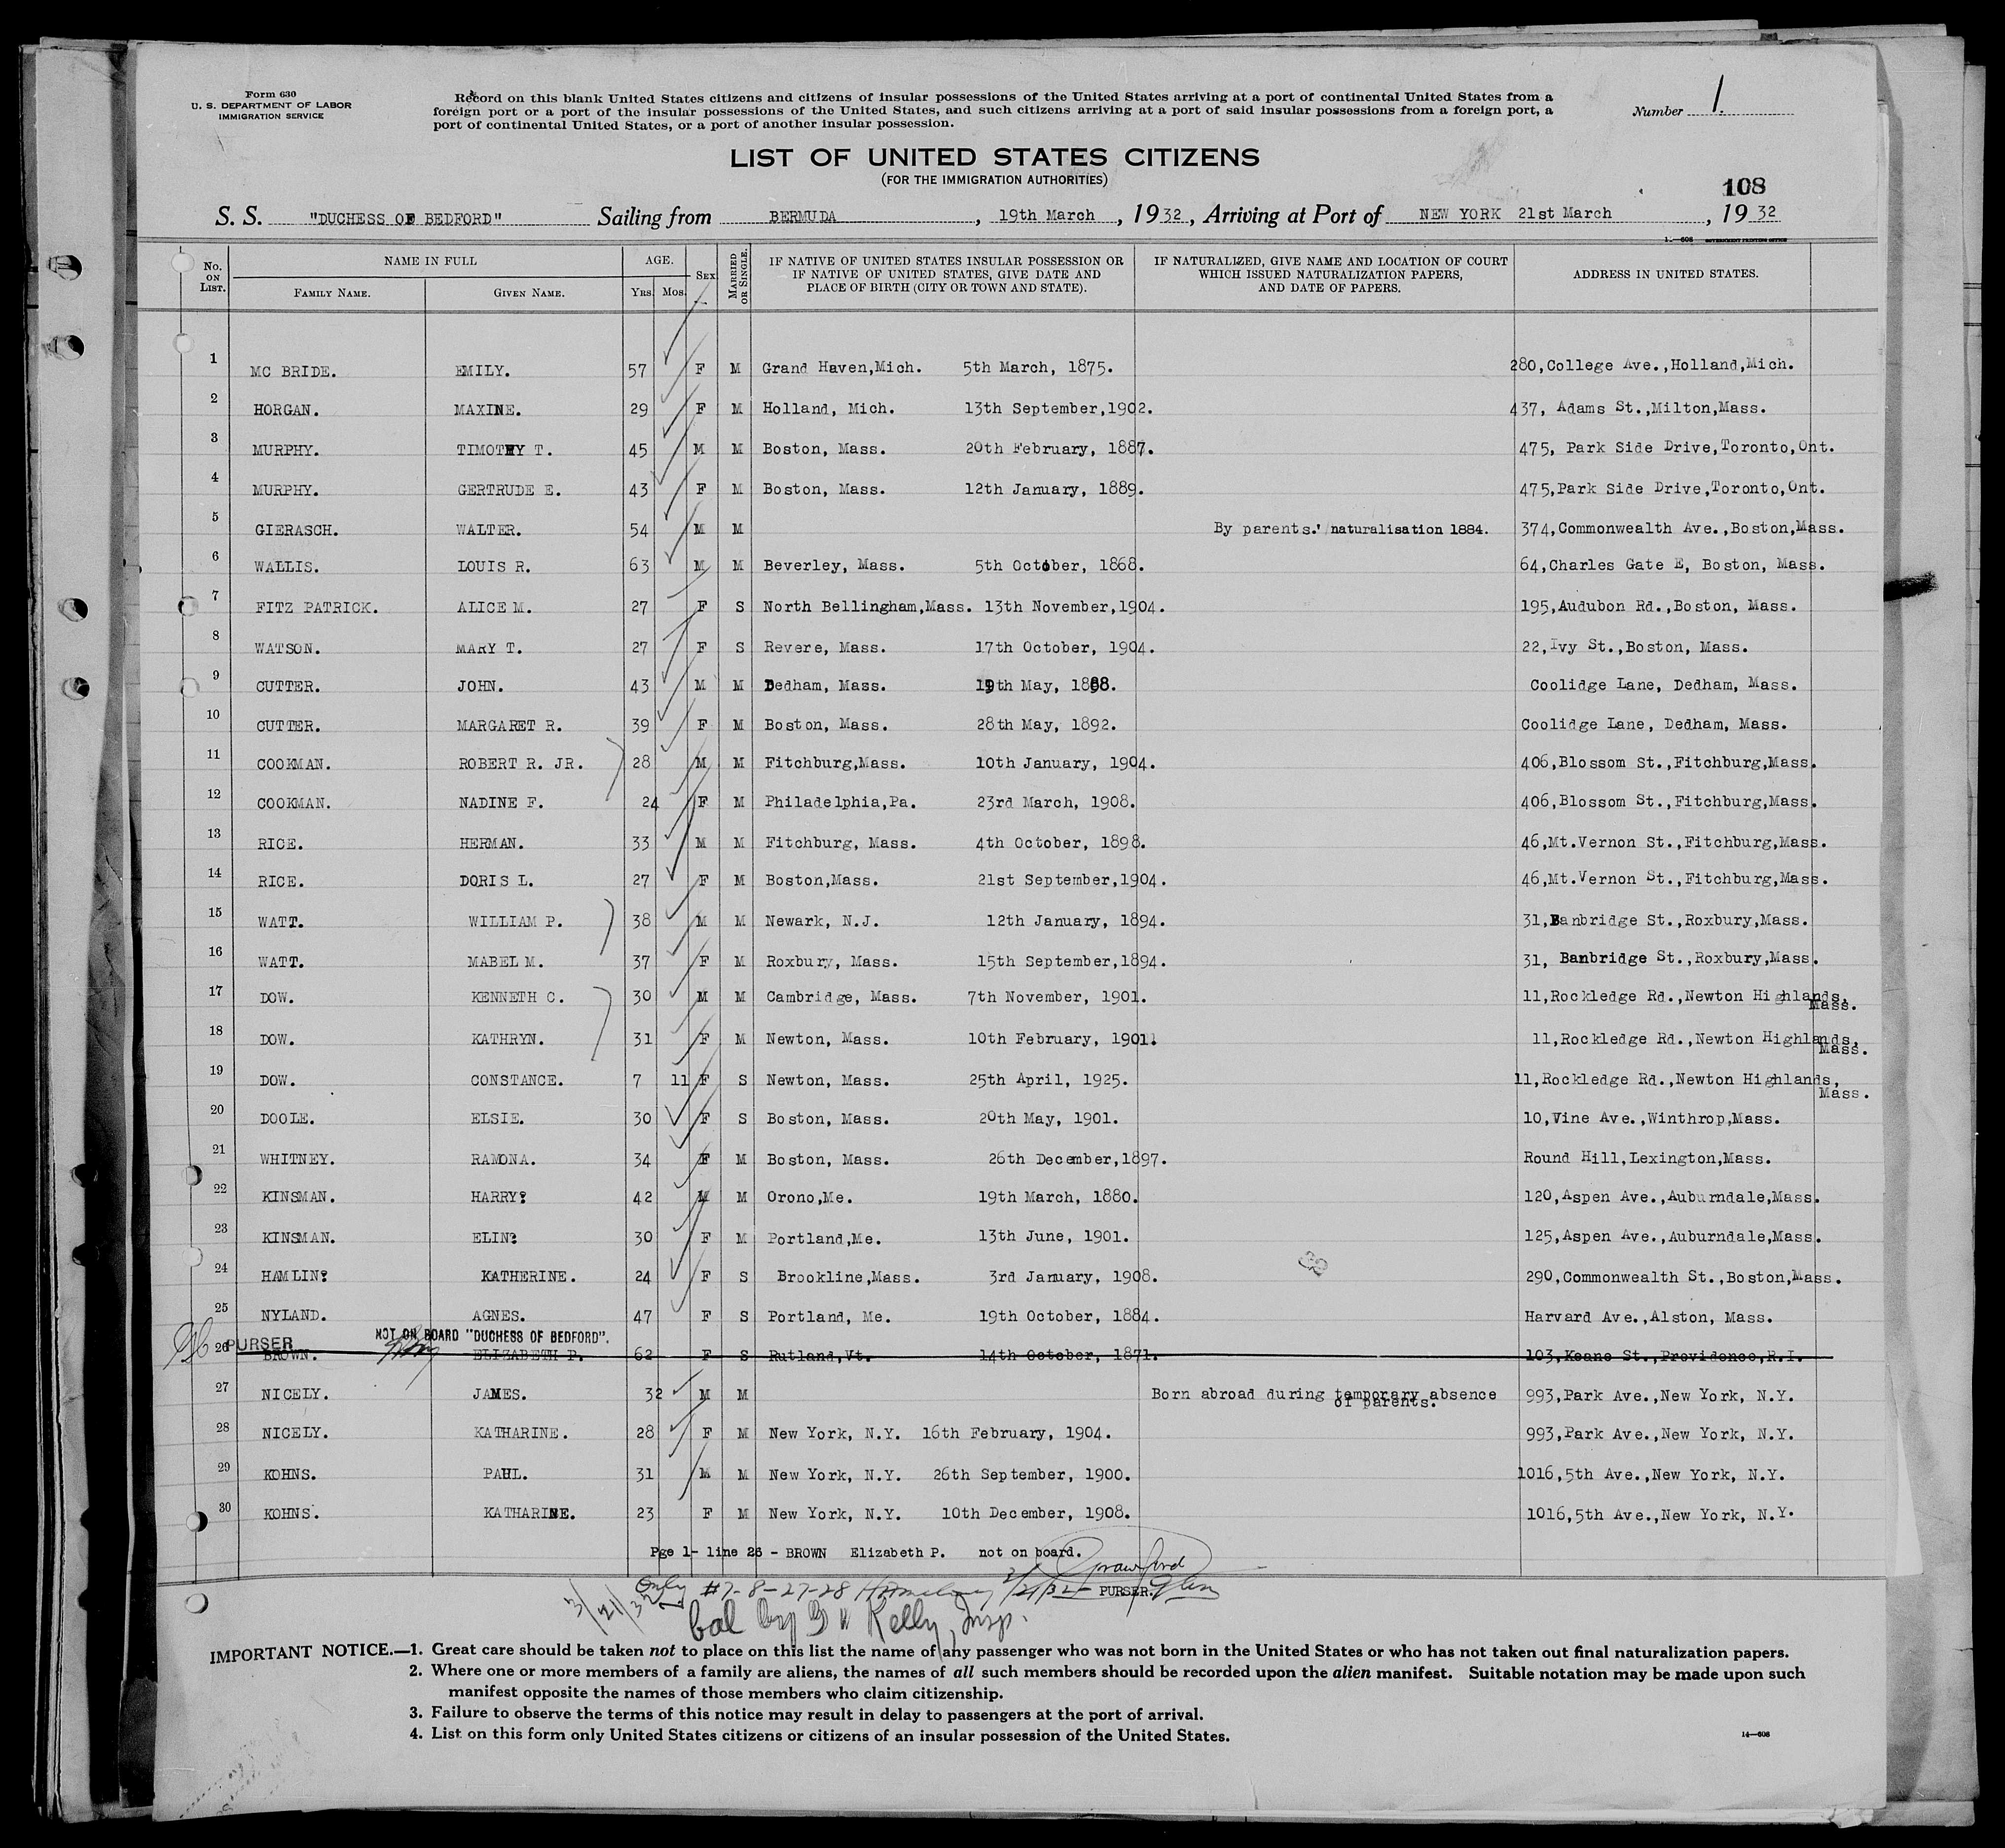 Form 630
U. S. DEPARTMENT OF LABOR
IMMIGRATION SERVICE
Record on this blank United States citizens and citizens of insular possessions of the United States arriving at a port of continental United States from a
foreign port or a port of the insular possessions of the United States, and such citizens arriving at a port of said insular possessions from a foreign port, a
port of continental United States, or a port of another insular possession.
Number 1.
LIST OF UNITED STATES CITIZENS
(FOR THE IMMIGRATION AUTHORITIES)
108
S. S. "DUCHESS OF BEDFORD" Sailing from BERMUDA, 19th March, 1932, Arriving at Port of NEW YORK 21st March, 1932
No. ON LIST. NAME IN FULL FAMILY NAME. GIVEN NAME. AGE. YRS. MOS. SEX MARRIED OR SINGLE. IF NATIVE OF UNITED STATES INSULAR POSSESSION OR IF NATIVE OF UNITED STATES, GIVE DATE AND PLACE OF BIRTH (CITY OR TOWN AND STATE). IF NATURALIZED, GIVE NAME AND LOCATION OF COURT WHICH ISSUED NATURALIZATION PAPERS, AND DATE OF PAPERS. ADDRESS IN UNITED STATES.
1 MC BRIDE. EMILY. 57 F M Grand Haven,Mich. 5th March, 1875. 280,College Ave.,Holland,Mich.
2 HORGAN. MAXINE. 29 F M Holland, Mich. 13th September,1902. 437, Adams St.,Milton,Mass.
3 MURPHY. TIMOTHY T. 45 M M Boston, Mass. 20th February, 1887. 475, Park Side Drive,Toronto,Ont.
4 MURPHY. GERTRUDE E. 43 F M Boston, Mass. 12th January, 1889. 475,Park Side Drive,Toronto,Ont.
5 GIERASCH. WALTER. 54 M M By parents.' naturalisation 1884. 374,Commonwealth Ave.,Boston,Mass.
6 WALLIS. LOUIS R. 63 M M Beverley, Mass. 5th October, 1868. 64,Charles Gate E, Boston, Mass.
7 FITZ PATRICK. ALICE M. 27 F S North Bellingham,Mass. 13th November,1904. 195,Audubon Rd.,Boston, Mass.
8 WATSON. MARY T. 27 F S Revere, Mass. 17th October, 1904. 22,Ivy St.,Boston, Mass.
9 CUTTER. JOHN. 43 M M Dedham, Mass. 19th May, 1888. Coolidge Lane, Dedham, Mass.
10 CUTTER. MARGARET R. 39 F M Boston, Mass. 28th May, 1892. Coolidge Lane, Dedham, Mass.
11 COOKMAN. ROBERT R. JR. 28 M M Fitchburg,Mass. 10th January, 1904. 406,Blossom St.,Fitchburg,Mass.
12 COOKMAN. NADINE F. 24 F M Philadelphia,Pa. 23rd March, 1908. 406,Blossom St.,Fitchburg,Mass.
13 RICE. HERMAN. 33 M M Fitchburg, Mass. 4th October, 1898. 46,Mt.Vernon St.,Fitchburg,Mass.
14 RICE. DORIS L. 27 F M Boston,Mass. 21st September,1904. 46,Mt.Vernon St.,Fitchburg,Mass.
15 WATT. WILLIAM P. 38 M M Newark, N.J. 12th January, 1894. 31,Banbridge St.,Roxbury,Mass.
16 WATT. MABEL M. 37 F M Roxbury, Mass. 15th September,1894. 31, Banbridge St.,Roxbury,Mass.
17 DOW. KENNETH C. 30 M M Cambridge, Mass. 7th November, 1901. 11,Rockledge Rd.,Newton Highlands, Mass.
18 DOW. KATHRYN. 31 F M Newton, Mass. 10th February, 1901. 11,Rockledge Rd.,Newton Highlands, Mass.
19 DOW. CONSTANCE. 7 11 F S Newton, Mass. 25th April, 1925. 11,Rockledge Rd.,Newton Highlands, Mass.
20 DOOLE. ELSIE. 30 F S Boston, Mass. 20th May, 1901. 10,Vine Ave.,Winthrop,Mass.
21 WHITNEY. RAMONA. 34 F M Boston, Mass. 26th December,1897. Round Hill,Lexington,Mass.
22 KINSMAN. HARRY? 42 M M Orono,Me. 19th March, 1880. 120,Aspen Ave.,Auburndale,Mass.
23 KINSMAN. ELIN? 30 F M Portland,Me. 13th June, 1901. 125,Aspen Ave.,Auburndale,Mass.
24 HAMLIN? KATHERINE. 24 F S Brookline,Mass. 3rd January, 1908. 290,Commonwealth St.,Boston,Mass.
25 NYLAND. AGNES. 47 F S Portland, Me. 19th October, 1884. Harvard Ave.,Alston, Mass.
PURSER NOT ON BOARD "DUCHESS OF BEDFORD".
26 BROWN. ELIZABETH P. 62 F S Rutland,Vt. 14th October, 1871. 103,Keane St.,Providence,R.I.
27 NICELY. JAMES. 32 M M Born abroad during temporary absence of parents. 993,Park Ave.,New York, N.Y.
28 NICELY. KATHARINE. 28 F M New York, N.Y. 16th February, 1904. 993,Park Ave.,New York, N.Y.
29 KOHNS. PAUL. 31 M M New York, N.Y. 26th September, 1900. 1016,5th Ave.,New York, N.Y.
30 KOHNS. KATHARINE. 23 F M New York, N.Y. 10th December, 1908. 1016,5th Ave.,New York, N.Y.
Pge 1- line 26 - BROWN Elizabeth P. not on board.
Crawford
Only #7-8-27-28 3/21/32 PURSER.
3/21/32
bal by G W Kelly, Insp.
IMPORTANT NOTICE.—1. Great care should be taken not to place on this list the name of any passenger who was not born in the United States or who has not taken out final naturalization papers.
2. Where one or more members of a family are aliens, the names of all such members should be recorded upon the alien manifest. Suitable notation may be made upon such
manifest opposite the names of those members who claim citizenship.
3. Failure to observe the terms of this notice may result in delay to passengers at the port of arrival.
4. List on this form only United States citizens or citizens of an insular possession of the United States.
14—608